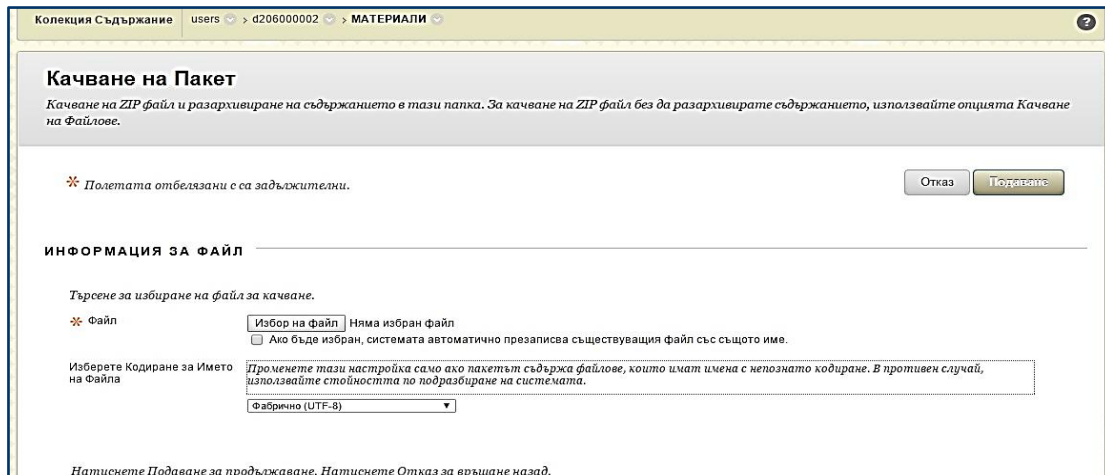 Колекция Съдържание users > d206000002 > МАТЕРИАЛИ ?
Качване на Пакет
Качване на ZIP файл и разархивиране на съдържанието в тази папка. За качване на ZIP файл без да разархивирате съдържанието, използвайте опцията Качване
на Файлове.
* Полетата отбелязани с са задължителни.
Отказ Подаване
ИНФОРМАЦИЯ ЗА ФАЙЛ
Търсене за избиране на файл за качване.
* Файл Избор на файл Няма избран файл
Ако бъде избран, системата автоматично презаписва съществуващия файл със същото име.
Изберете Кодиране за Името
на Файла
Променете тази настройка само ако пакетът съдържа файлове, които имат имена с непознато кодиране. В противен случай,
използвайте стойността по подразбиране на системата.
Фабрично (UTF-8)
Натиснете Подаване за продължаване. Натиснете Отказ за връщане назад.